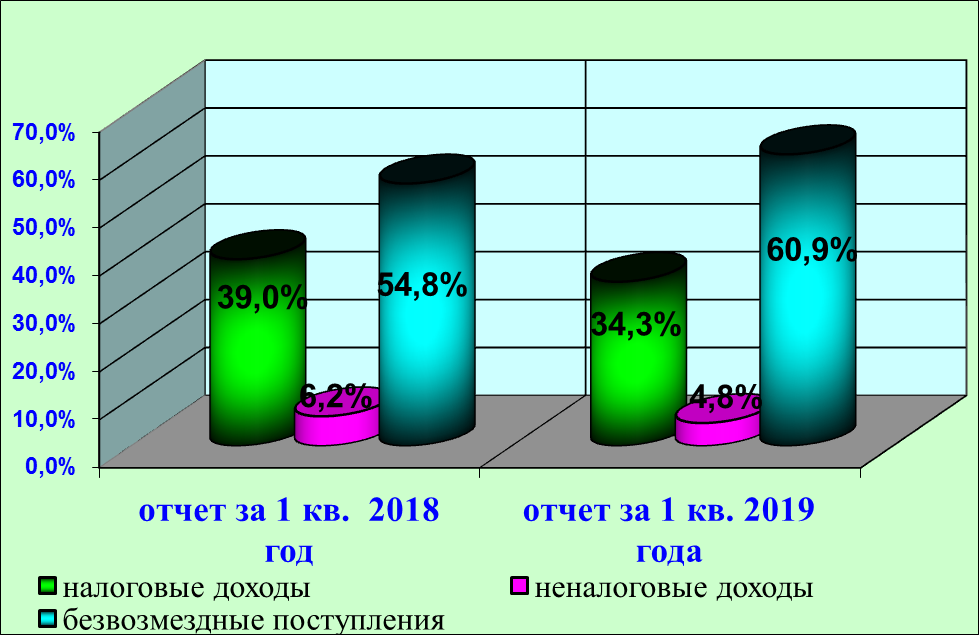 70,0%
60,0%
50,0%
40,0%
30,0%
20,0%
10,0%
0,0%
39,0%
6,2%
54,8%
34,3%
4,8%
60,9%
отчет за 1 кв. 2018
год
отчет за 1 кв. 2019
года
налоговые доходы
неналоговые доходы
безвозмездные поступления